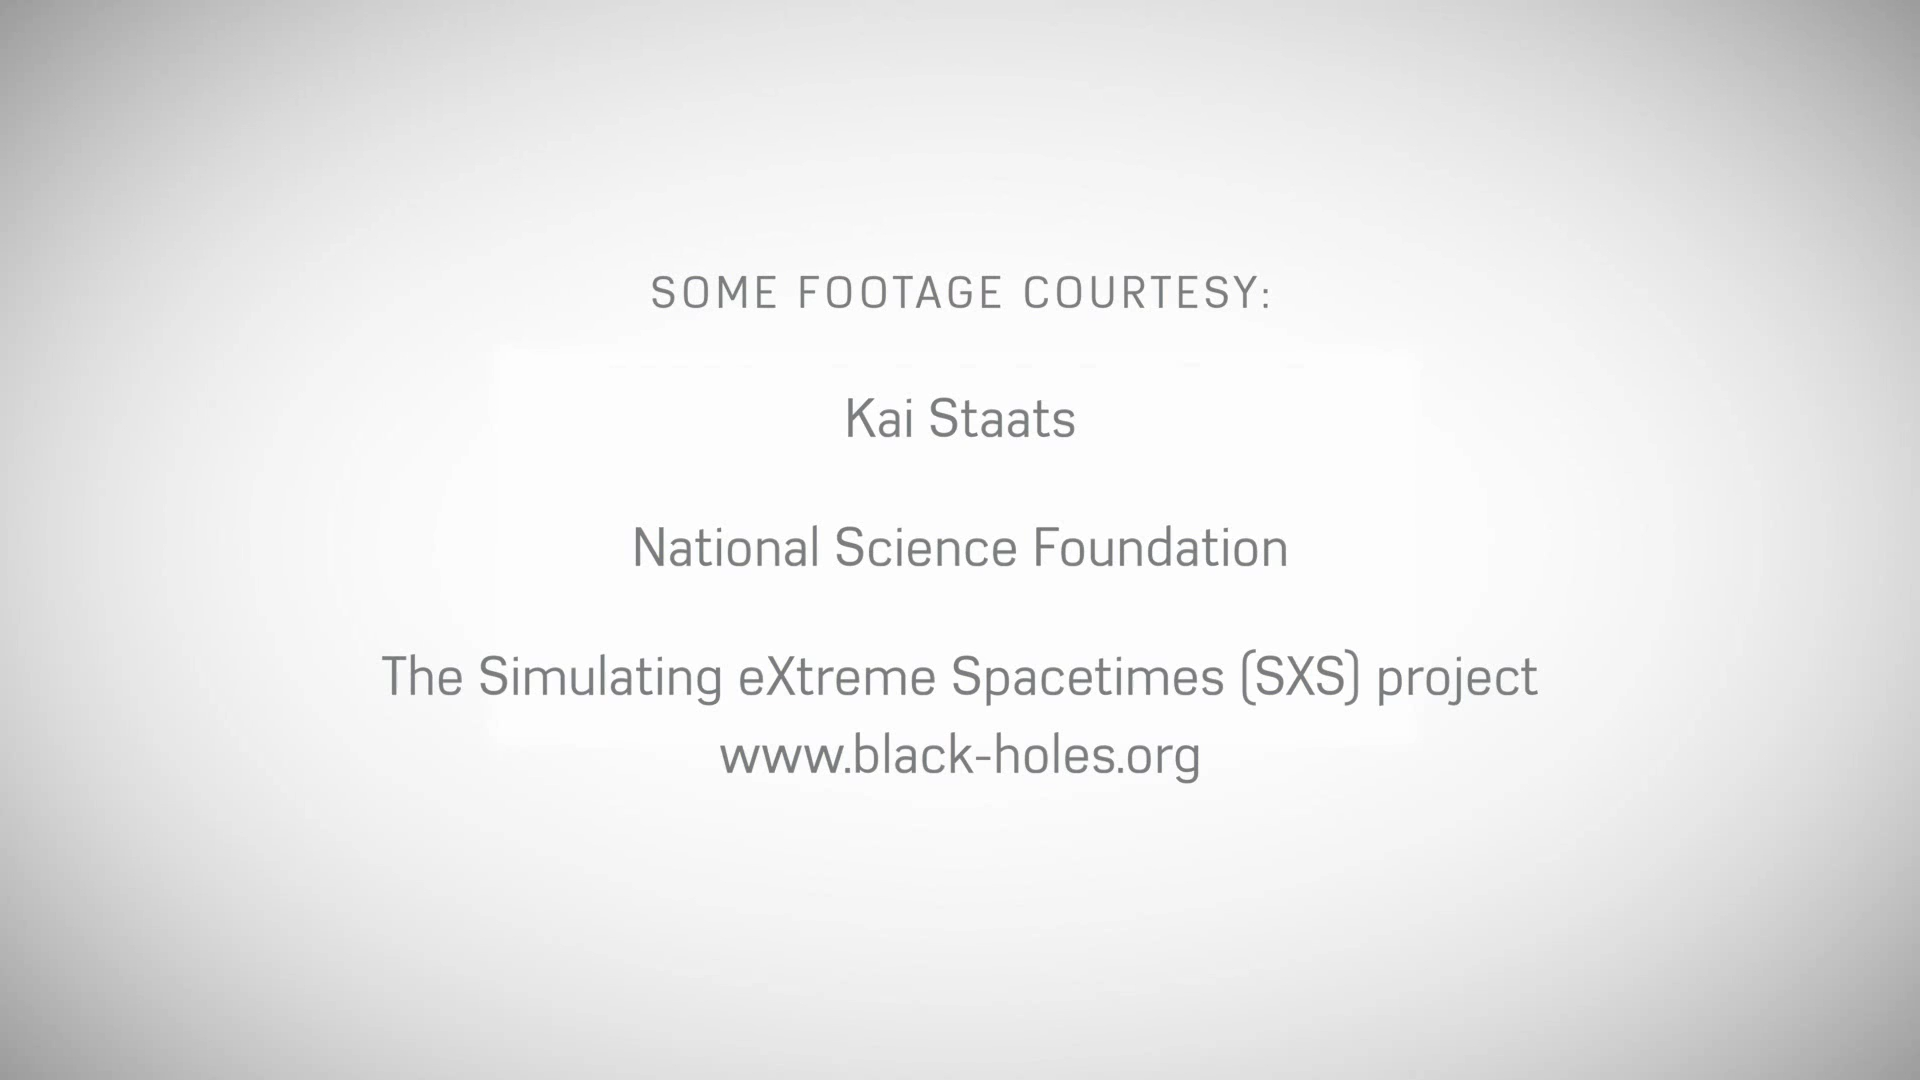 SOME FOOTAGE COURTESY:
Kai Staats
National Science Foundation
The Simulating eXtreme Spacetimes (SXS) project
www.black-holes.org